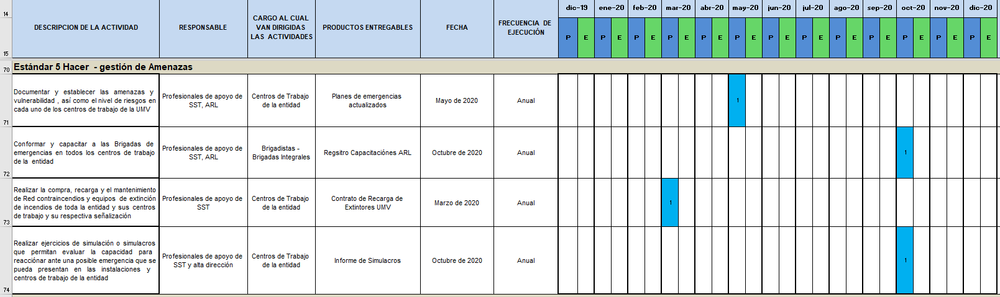 14
dic-19 ene-20 feb-20 mar-20 abr-20 may-20 jun-20 jul-20 ago-20 sep-20 oct-20 nov-20 dic-20
DESCRIPCION DE LA ACTIVIDAD
RESPONSABLE
CARGO AL CUAL
VAN DIRIGIDAS
LAS ACTIVIDADES
PRODUCTOS ENTREGABLES
FECHA
FRECUENCIA DE
EJECUCIÓN
P E P E P E P E P E P E P E P E P E P E P E P E P E
15
70
Estándar 5 Hacer - gestión de Amenazas
Documentar y establecer las amenazas y
vulnerabilidad , así como el nivel de riesgos en
cada uno de los centros de trabajo de la UMV
Profesionales de apoyo de
SST, ARL
Centros de Trabajo
de la entidad
Planes de emergencias
actualizados
Mayo de 2020
Anual
1
71
Conformar y capacitar a las Brigadas de
emergencias en todos los centros de trabajo
de la entidad
Profesionales de apoyo de
SST, ARL
Brigadistas -
Brigadas Integrales
Regsitro Capacitaciónes ARL
Octubre de 2020
Anual
1
72
Realizar la compra, recarga y el mantenimiento
de Red contraincendios y equipos de extinción
de incendios de toda la entidad y sus centros
de trabajo y su respectiva señalización
Profesionales de apoyo de
SST
Centros de Trabajo
de la entidad
Contrato de Recarga de
Extintores UMV
Marzo de 2020
Anual
1
73
Realizar ejercicios de simulación o simulacros
que permitan evaluar la capacidad para
reacciónar ante una posible emergencia que se
pueda presentan en las instalaciones y
centros de trabajo de la entidad
Profesionales de apoyo de
SST y alta dirección
Centros de Trabajo
de la entidad
Informe de Simulacros
Octubre de 2020
Anual
1
74